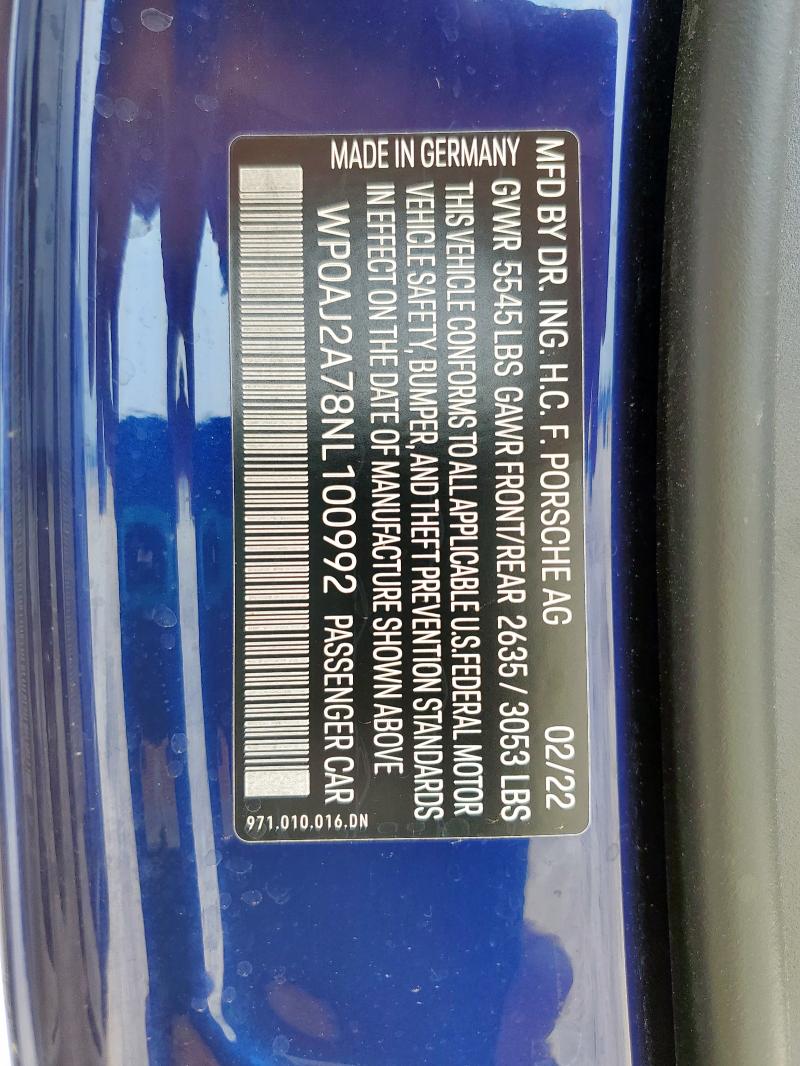 MFD BY DR. ING. H.C. F. PORSCHE AG 02/22
GVWR 5545 LBS GAWR FRONT/REAR 2635 / 3053 LBS
THIS VEHICLE CONFORMS TO ALL APPLICABLE U.S. FEDERAL MOTOR
VEHICLE SAFETY, BUMPER, AND THEFT PREVENTION STANDARDS
IN EFFECT ON THE DATE OF MANUFACTURE SHOWN ABOVE
WP0AJ2A78NL100992 PASSENGER CAR
MADE IN GERMANY
971.010.016.DN